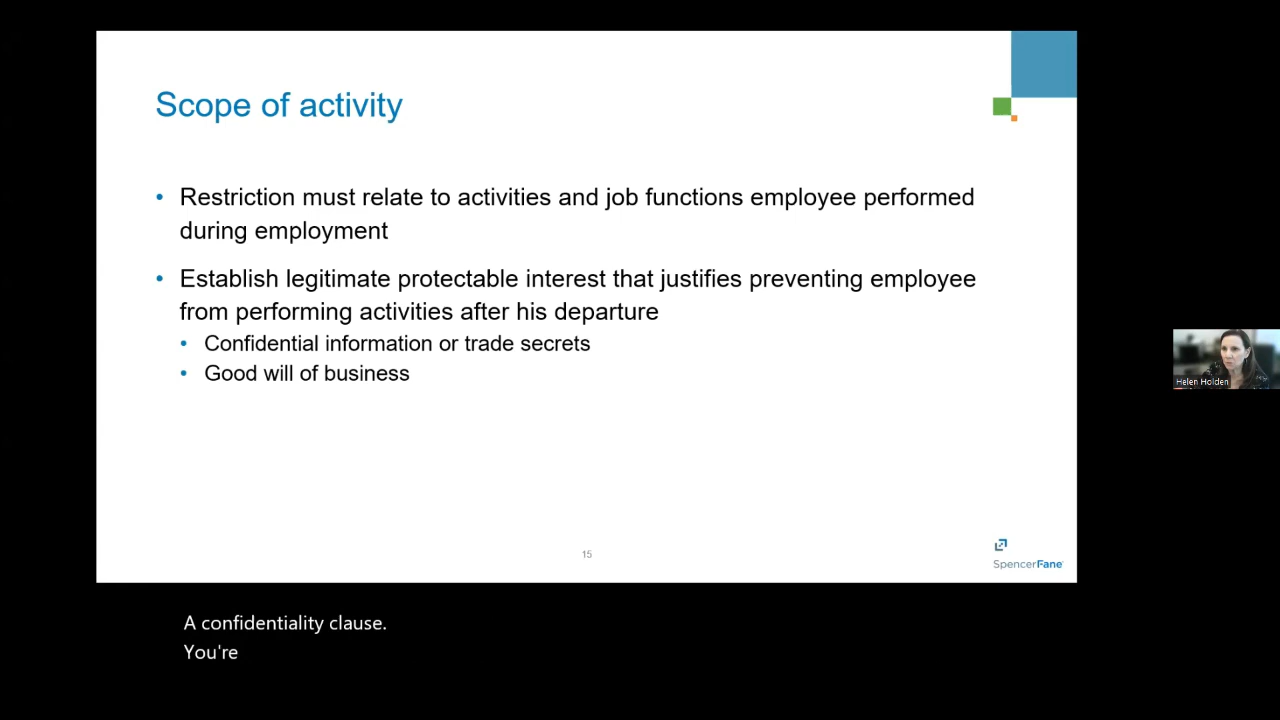 Scope of activity
• Restriction must relate to activities and job functions employee performed
during employment
• Establish legitimate protectable interest that justifies preventing employee
from performing activities after his departure
• Confidential information or trade secrets
• Good will of business
Helen Holden
15
SpencerFane
A confidentiality clause.
You're